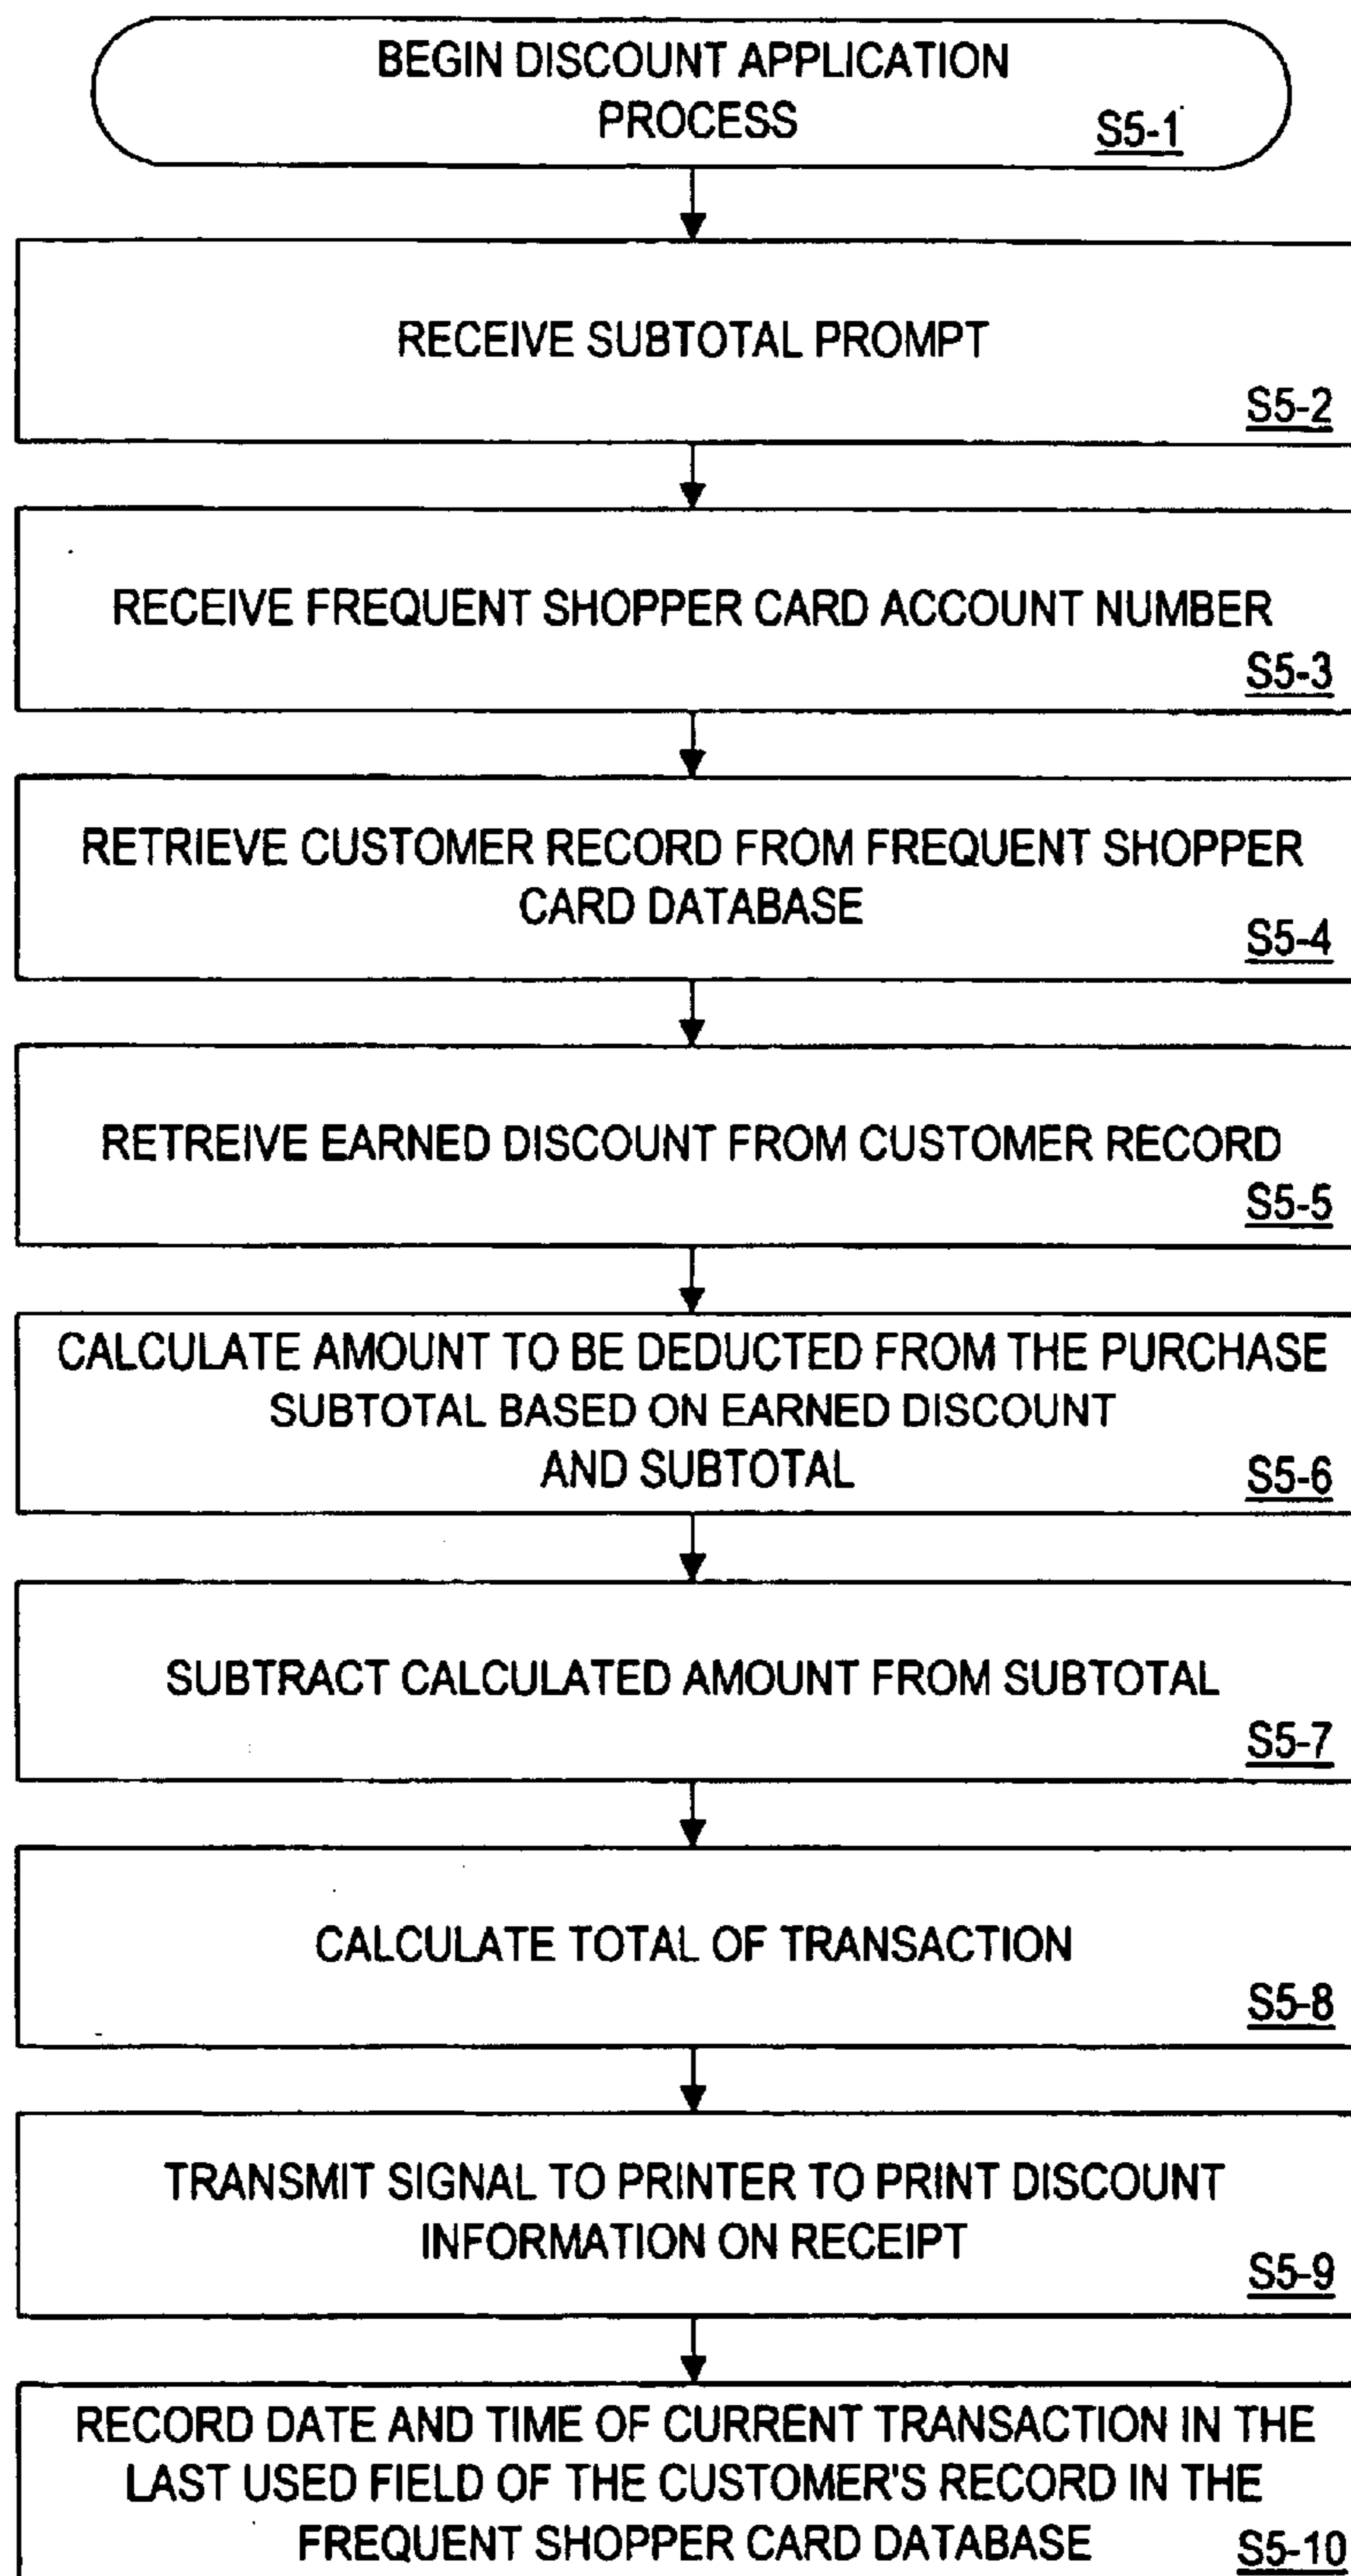 BEGIN DISCOUNT APPLICATION
PROCESS
S5-1
RECEIVE SUBTOTAL PROMPT
S5-2
RECEIVE FREQUENT SHOPPER CARD ACCOUNT NUMBER
S5-3
RETRIEVE CUSTOMER RECORD FROM FREQUENT SHOPPER
CARD DATABASE
S5-4
RETREIVE EARNED DISCOUNT FROM CUSTOMER RECORD
S5-5
CALCULATE AMOUNT TO BE DEDUCTED FROM THE PURCHASE
SUBTOTAL BASED ON EARNED DISCOUNT
AND SUBTOTAL
S5-6
SUBTRACT CALCULATED AMOUNT FROM SUBTOTAL
S5-7
CALCULATE TOTAL OF TRANSACTION
S5-8
TRANSMIT SIGNAL TO PRINTER TO PRINT DISCOUNT
INFORMATION ON RECEIPT
S5-9
RECORD DATE AND TIME OF CURRENT TRANSACTION IN THE
LAST USED FIELD OF THE CUSTOMER'S RECORD IN THE
FREQUENT SHOPPER CARD DATABASE
S5-10